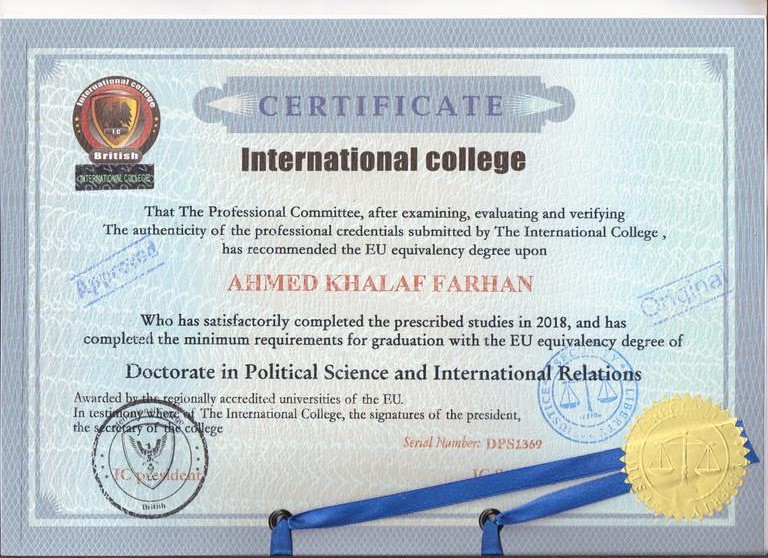 International college
I.C
British
INTERNATIONAL COLLEGE
CERTIFICATE
International college
That The Professional Committee, after examining, evaluating and verifying
The authenticity of the professional credentials submitted by The International College ,
has recommended the EU equivalency degree upon
Approved
AHMED KHALAF FARHAN
Original
Who has satisfactorily completed the prescribed studies in 2018, and has
completed the minimum requirements for graduation with the EU equivalency degree of
Doctorate in Political Science and International Relations
Awarded by the regionally accredited universities of the EU.
In testimony where of The International College, the signatures of the president,
the secretary of the college
SECURITY
JUSTICE
LIBERTY
Serial Number: DPS1369
IC president
IC
British